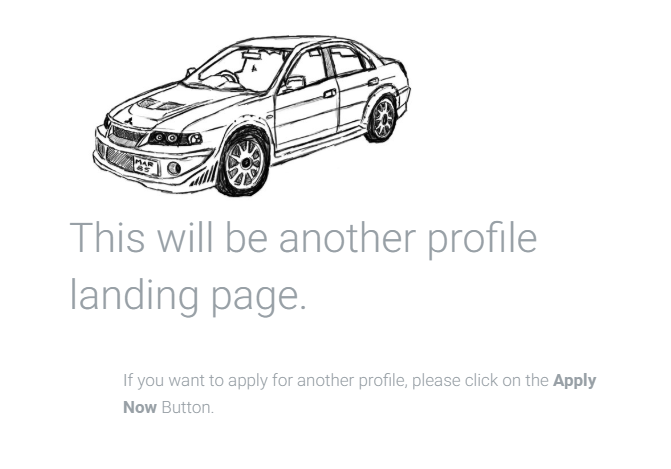 MAR
85
This will be another profile
landing page.
If you want to apply for another profile, please click on the Apply
Now Button.